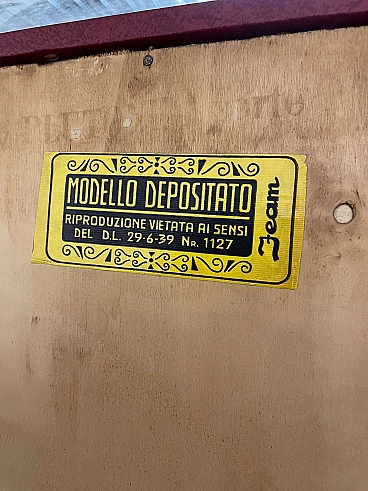 MODELLO DEPOSITATO
RIPRODUZIONE VIETATA AI SENSI
DEL D.L. 29-6-39 NR. 1127
Jeam